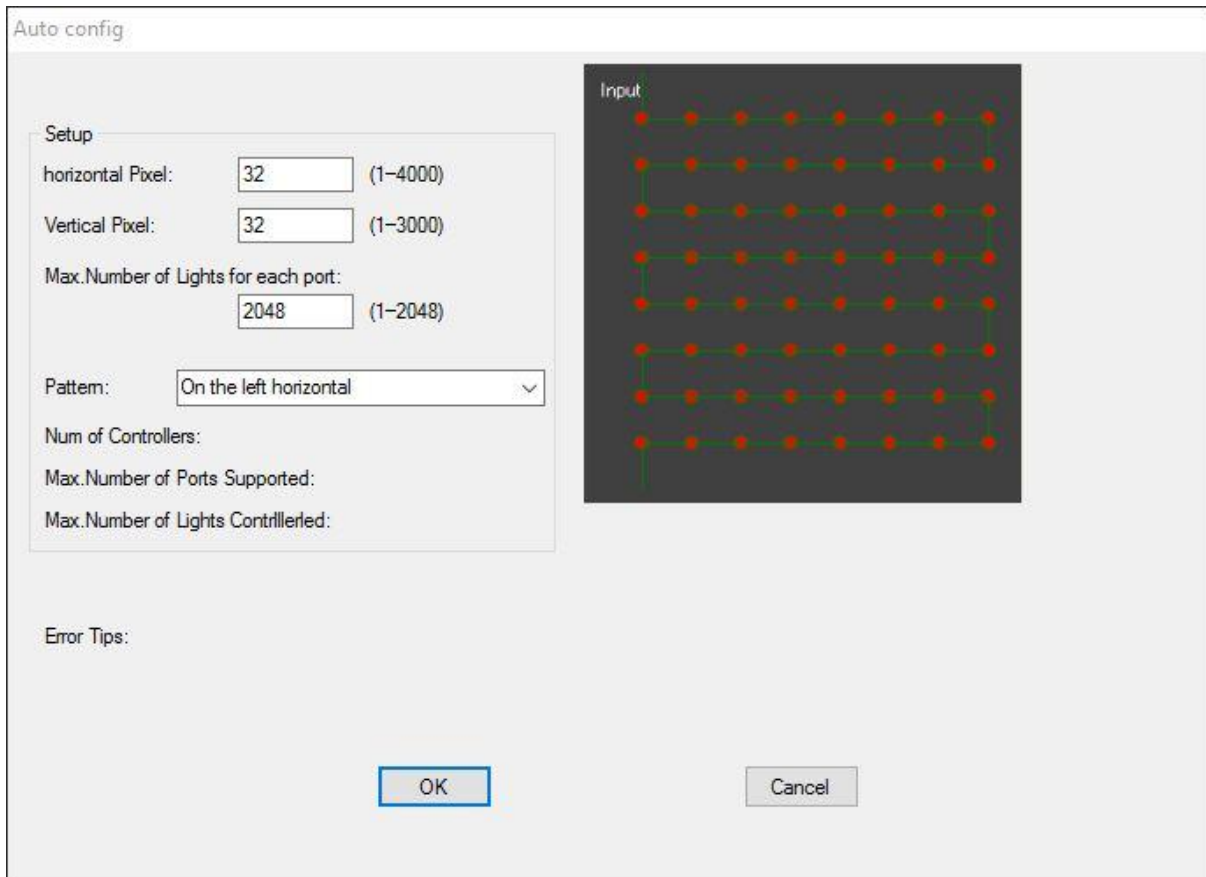 Auto config
Input
Setup
horizontal Pixel: 32 (1-4000)
Vertical Pixel: 32 (1-3000)
Max.Number of Lights for each port:
2048 (1-2048)
Pattern: On the left horizontal
Num of Controllers:
Max.Number of Ports Supported:
Max.Number of Lights Contrlllerled:
Error Tips:
OK Cancel